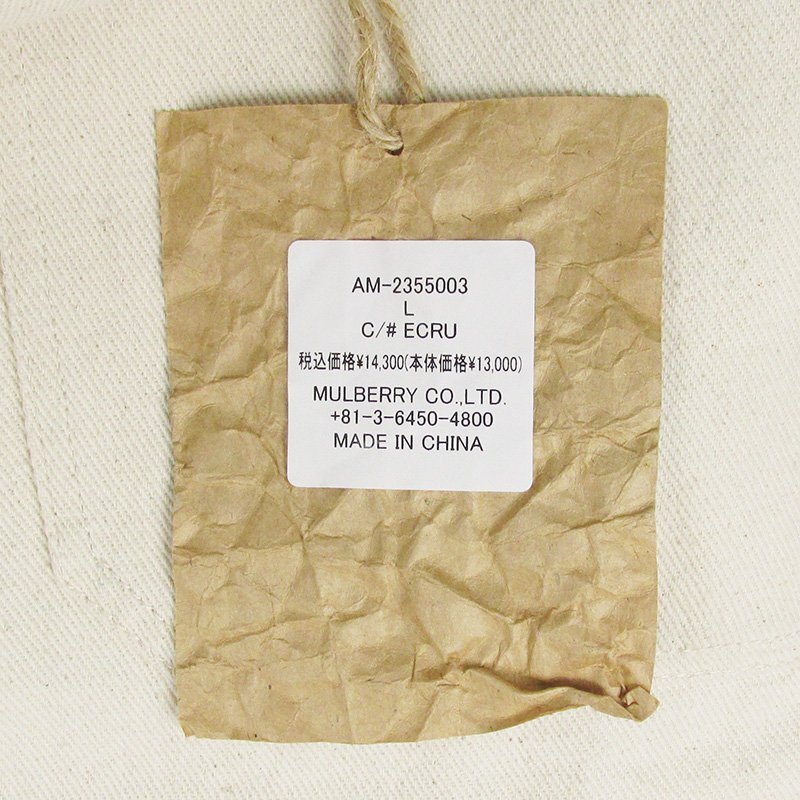 AM-2355003
L
C/# ECRU
税込価格¥14,300(本体価格¥13,000)
MULBERRY CO.,LTD.
+81-3-6450-4800
MADE IN CHINA